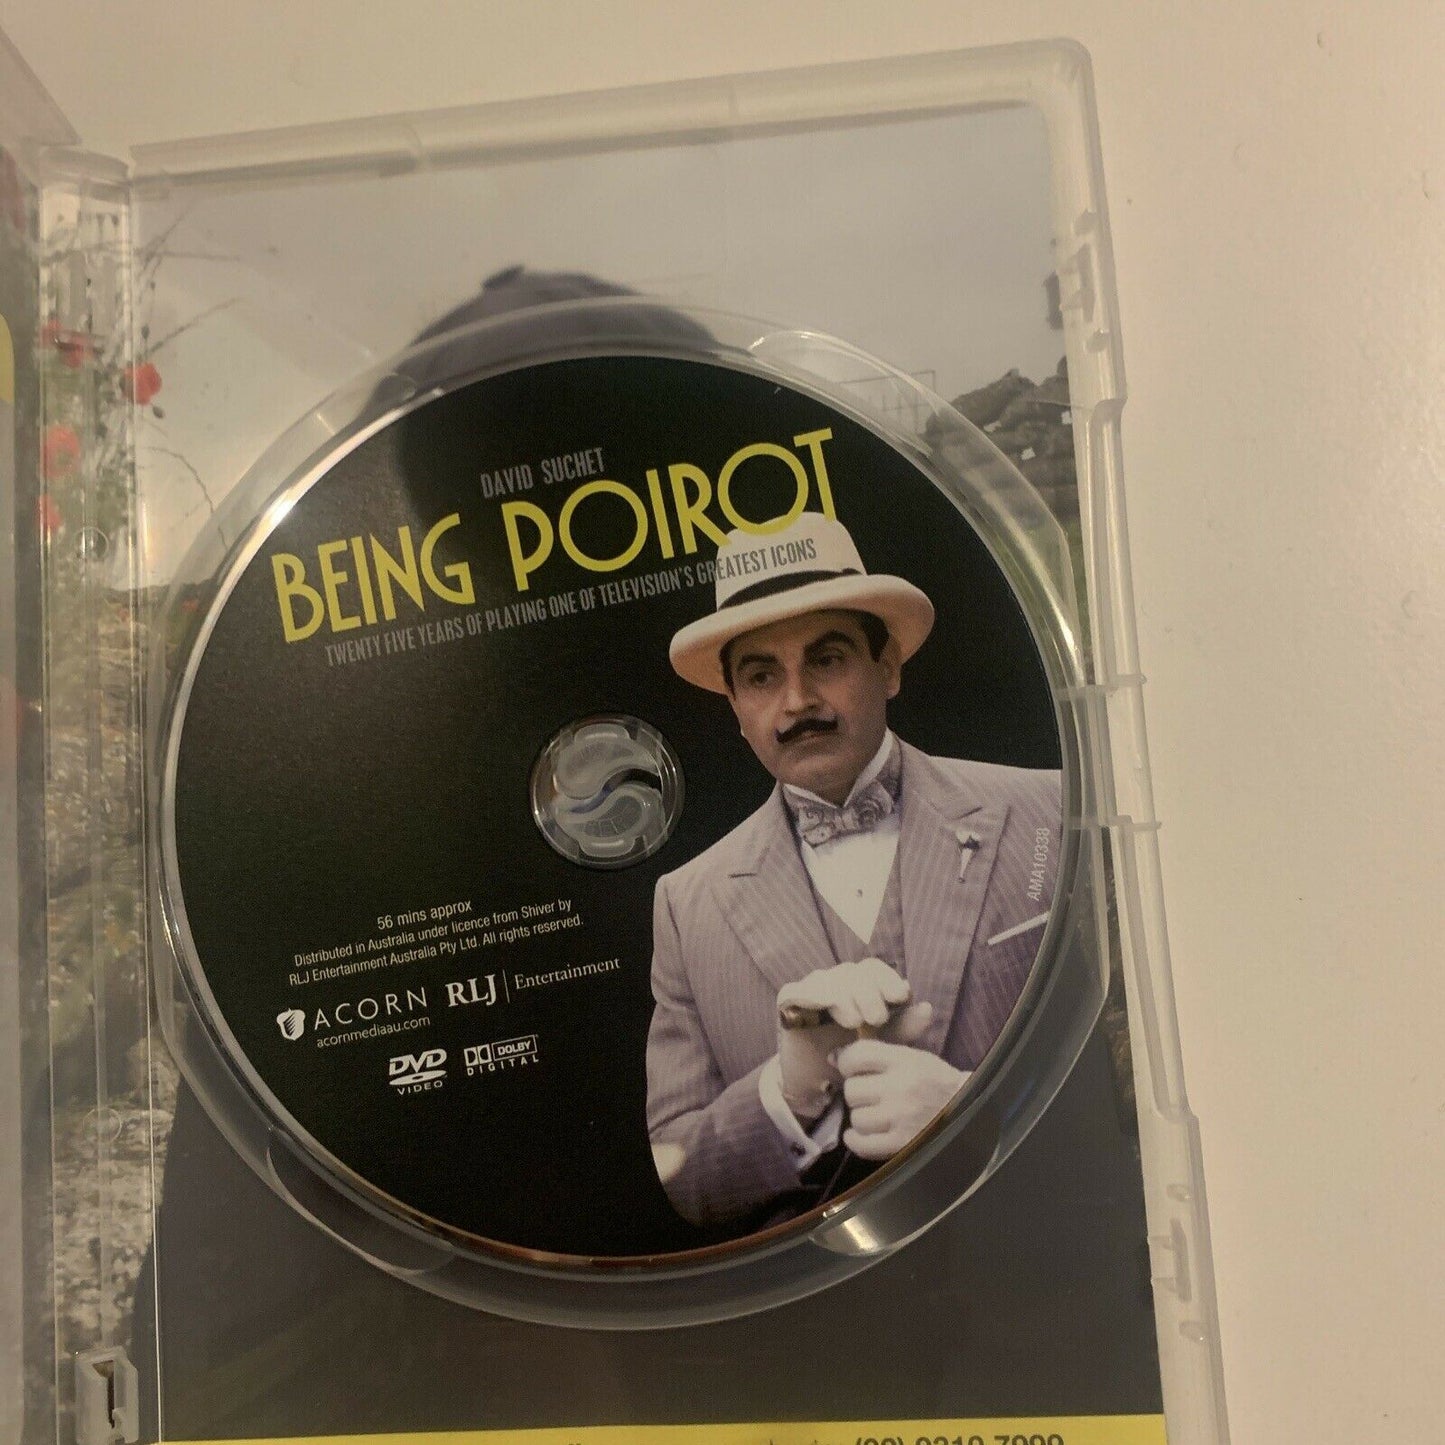 DAVID SUCHET
BEING POIROT
TWENTY FIVE YEARS OF PLAYING ONE OF TELEVISION'S GREATEST ICONS
AMA10338
56 mins approx
Distributed in Australia under licence from Shiver by
RLJ Entertainment Australia Pty Ltd. All rights reserved.
ACORN
acornmediaau.com
RLJ Entertainment
DVD
VIDEO
DOLBY
DIGITAL